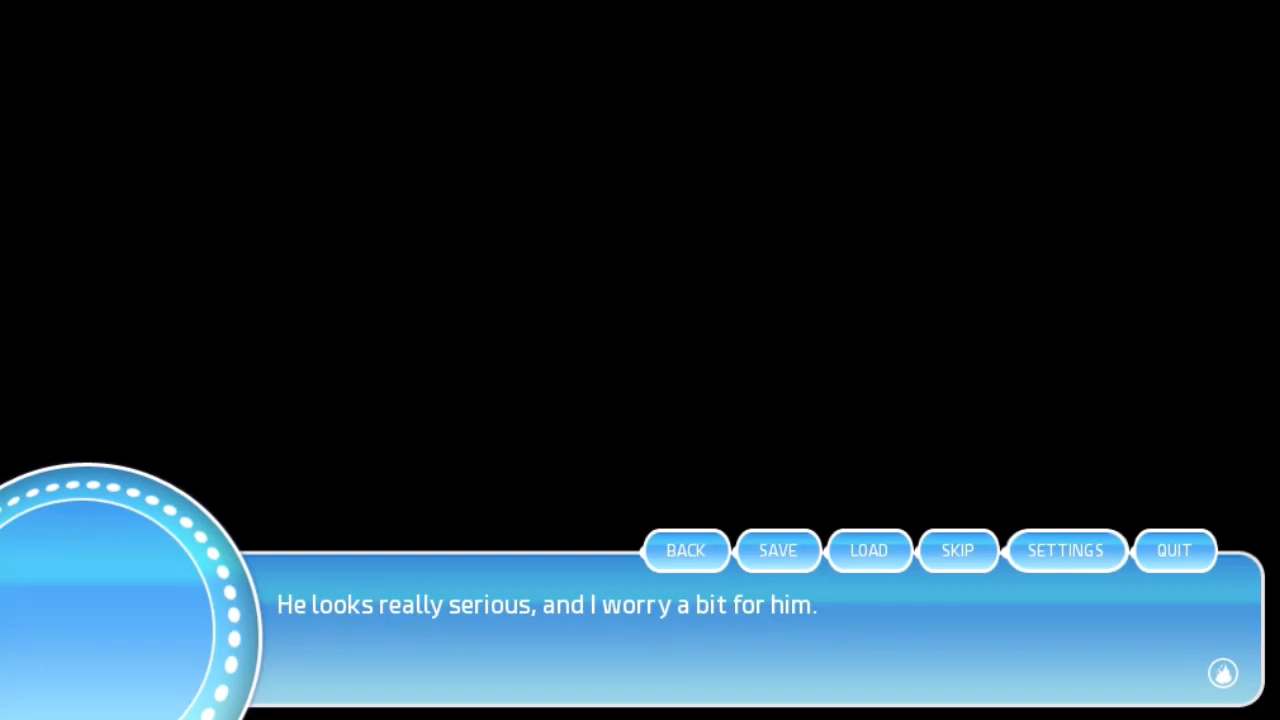 BACK SAVE LOAD SKIP SETTINGS QUIT
He looks really serious, and I worry a bit for him.